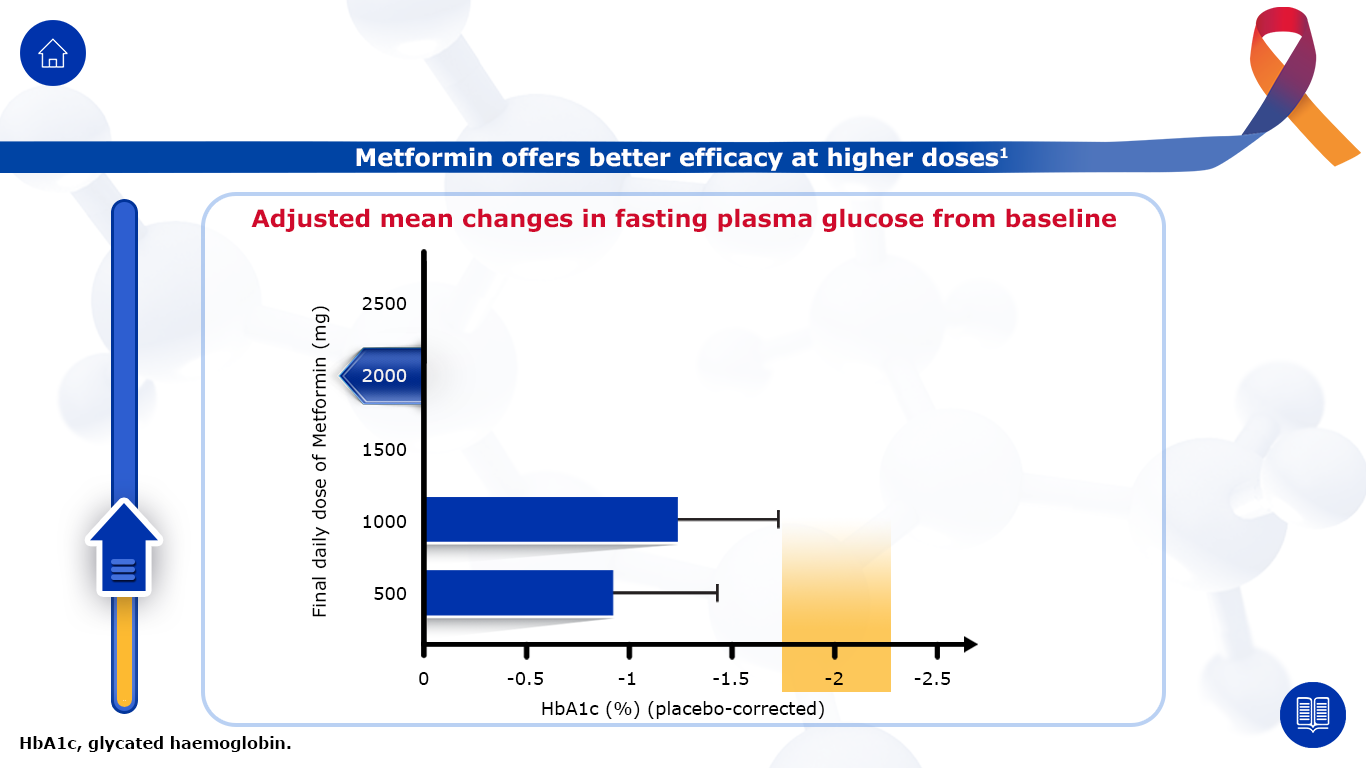 Metformin offers better efficacy at higher doses¹
Adjusted mean changes in fasting plasma glucose from baseline
Final daily dose of Metformin (mg)
2500
2000
1500
1000
500
0 -0.5 -1 -1.5 -2 -2.5
HbA1c (%) (placebo-corrected)
HbA1c, glycated haemoglobin.